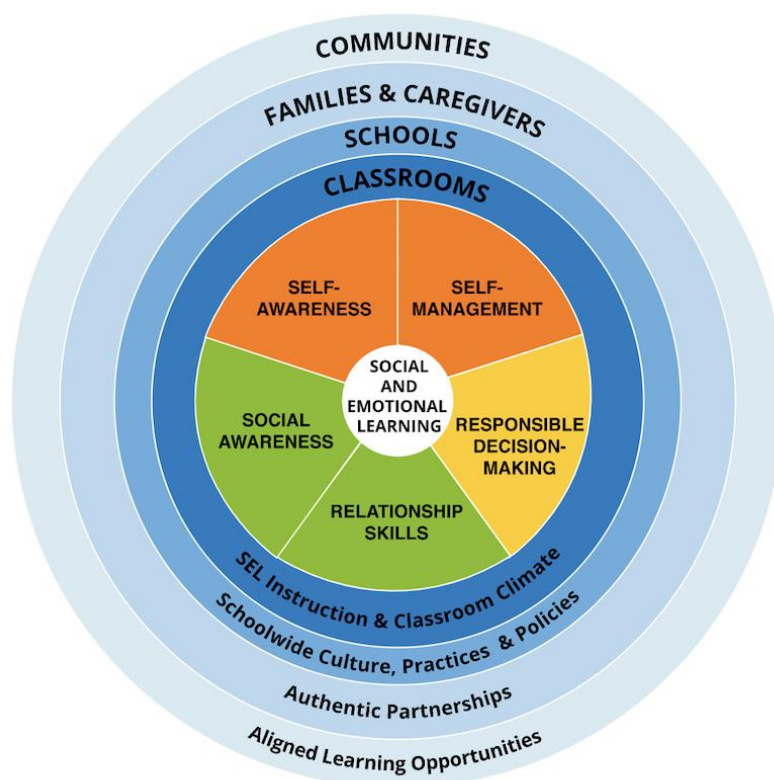 COMMUNITIES
FAMILIES & CAREGIVERS
SCHOOLS
CLASSROOMS
SELF-
AWARENESS
SELF-
MANAGEMENT
SOCIAL
AND
EMOTIONAL
LEARNING
SOCIAL
AWARENESS
RESPONSIBLE
DECISION-
MAKING
RELATIONSHIP
SKILLS
SEL Instruction & Classroom Climate
Schoolwide Culture, Practices & Policies
Authentic Partnerships
Aligned Learning Opportunities